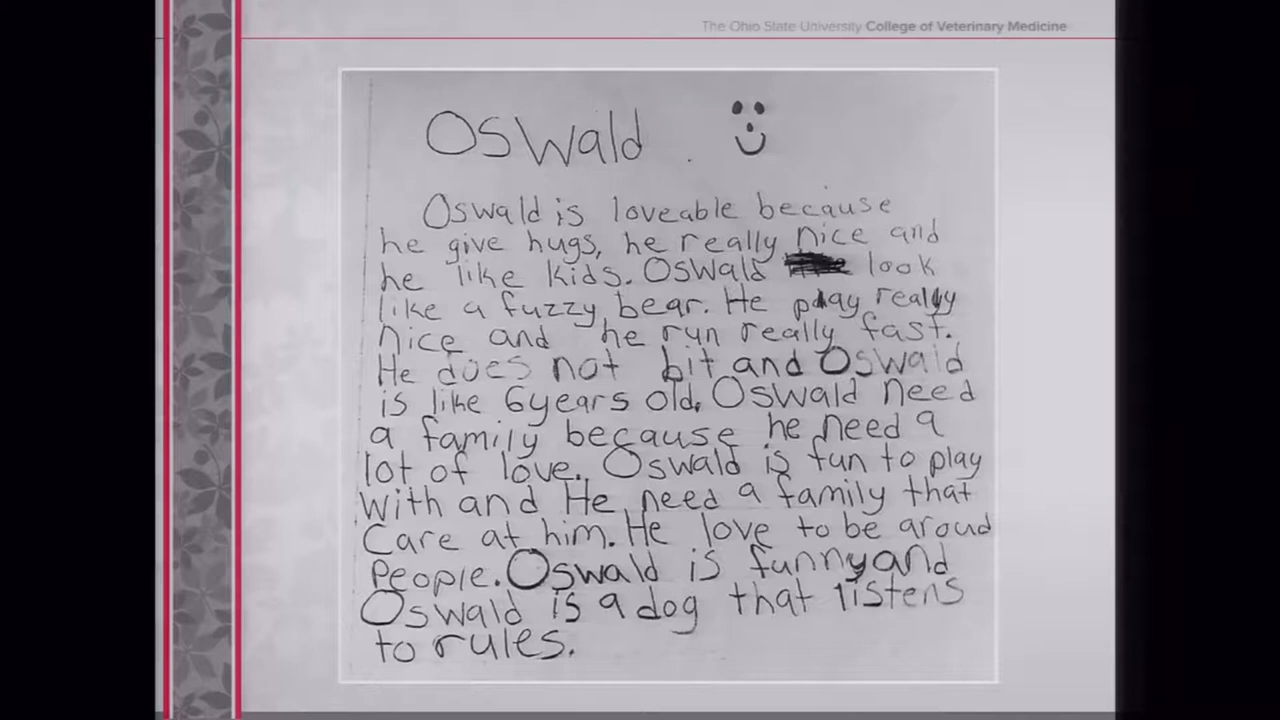 The Ohio State University College of Veterinary Medicine
Oswald
Oswald is loveable because
he give hugs, he really nice and
he like kids. Oswald look
like a fuzzy bear. He play really
nice and he run really fast.
He does not bit and Oswald
is like 6 years old. Oswald need
a family because he need a
lot of love. Oswald is fun to play
with and He need a family that
Care at him. He love to be aroud
People. Oswald is funny and
Oswald is a dog that listens
to rules.